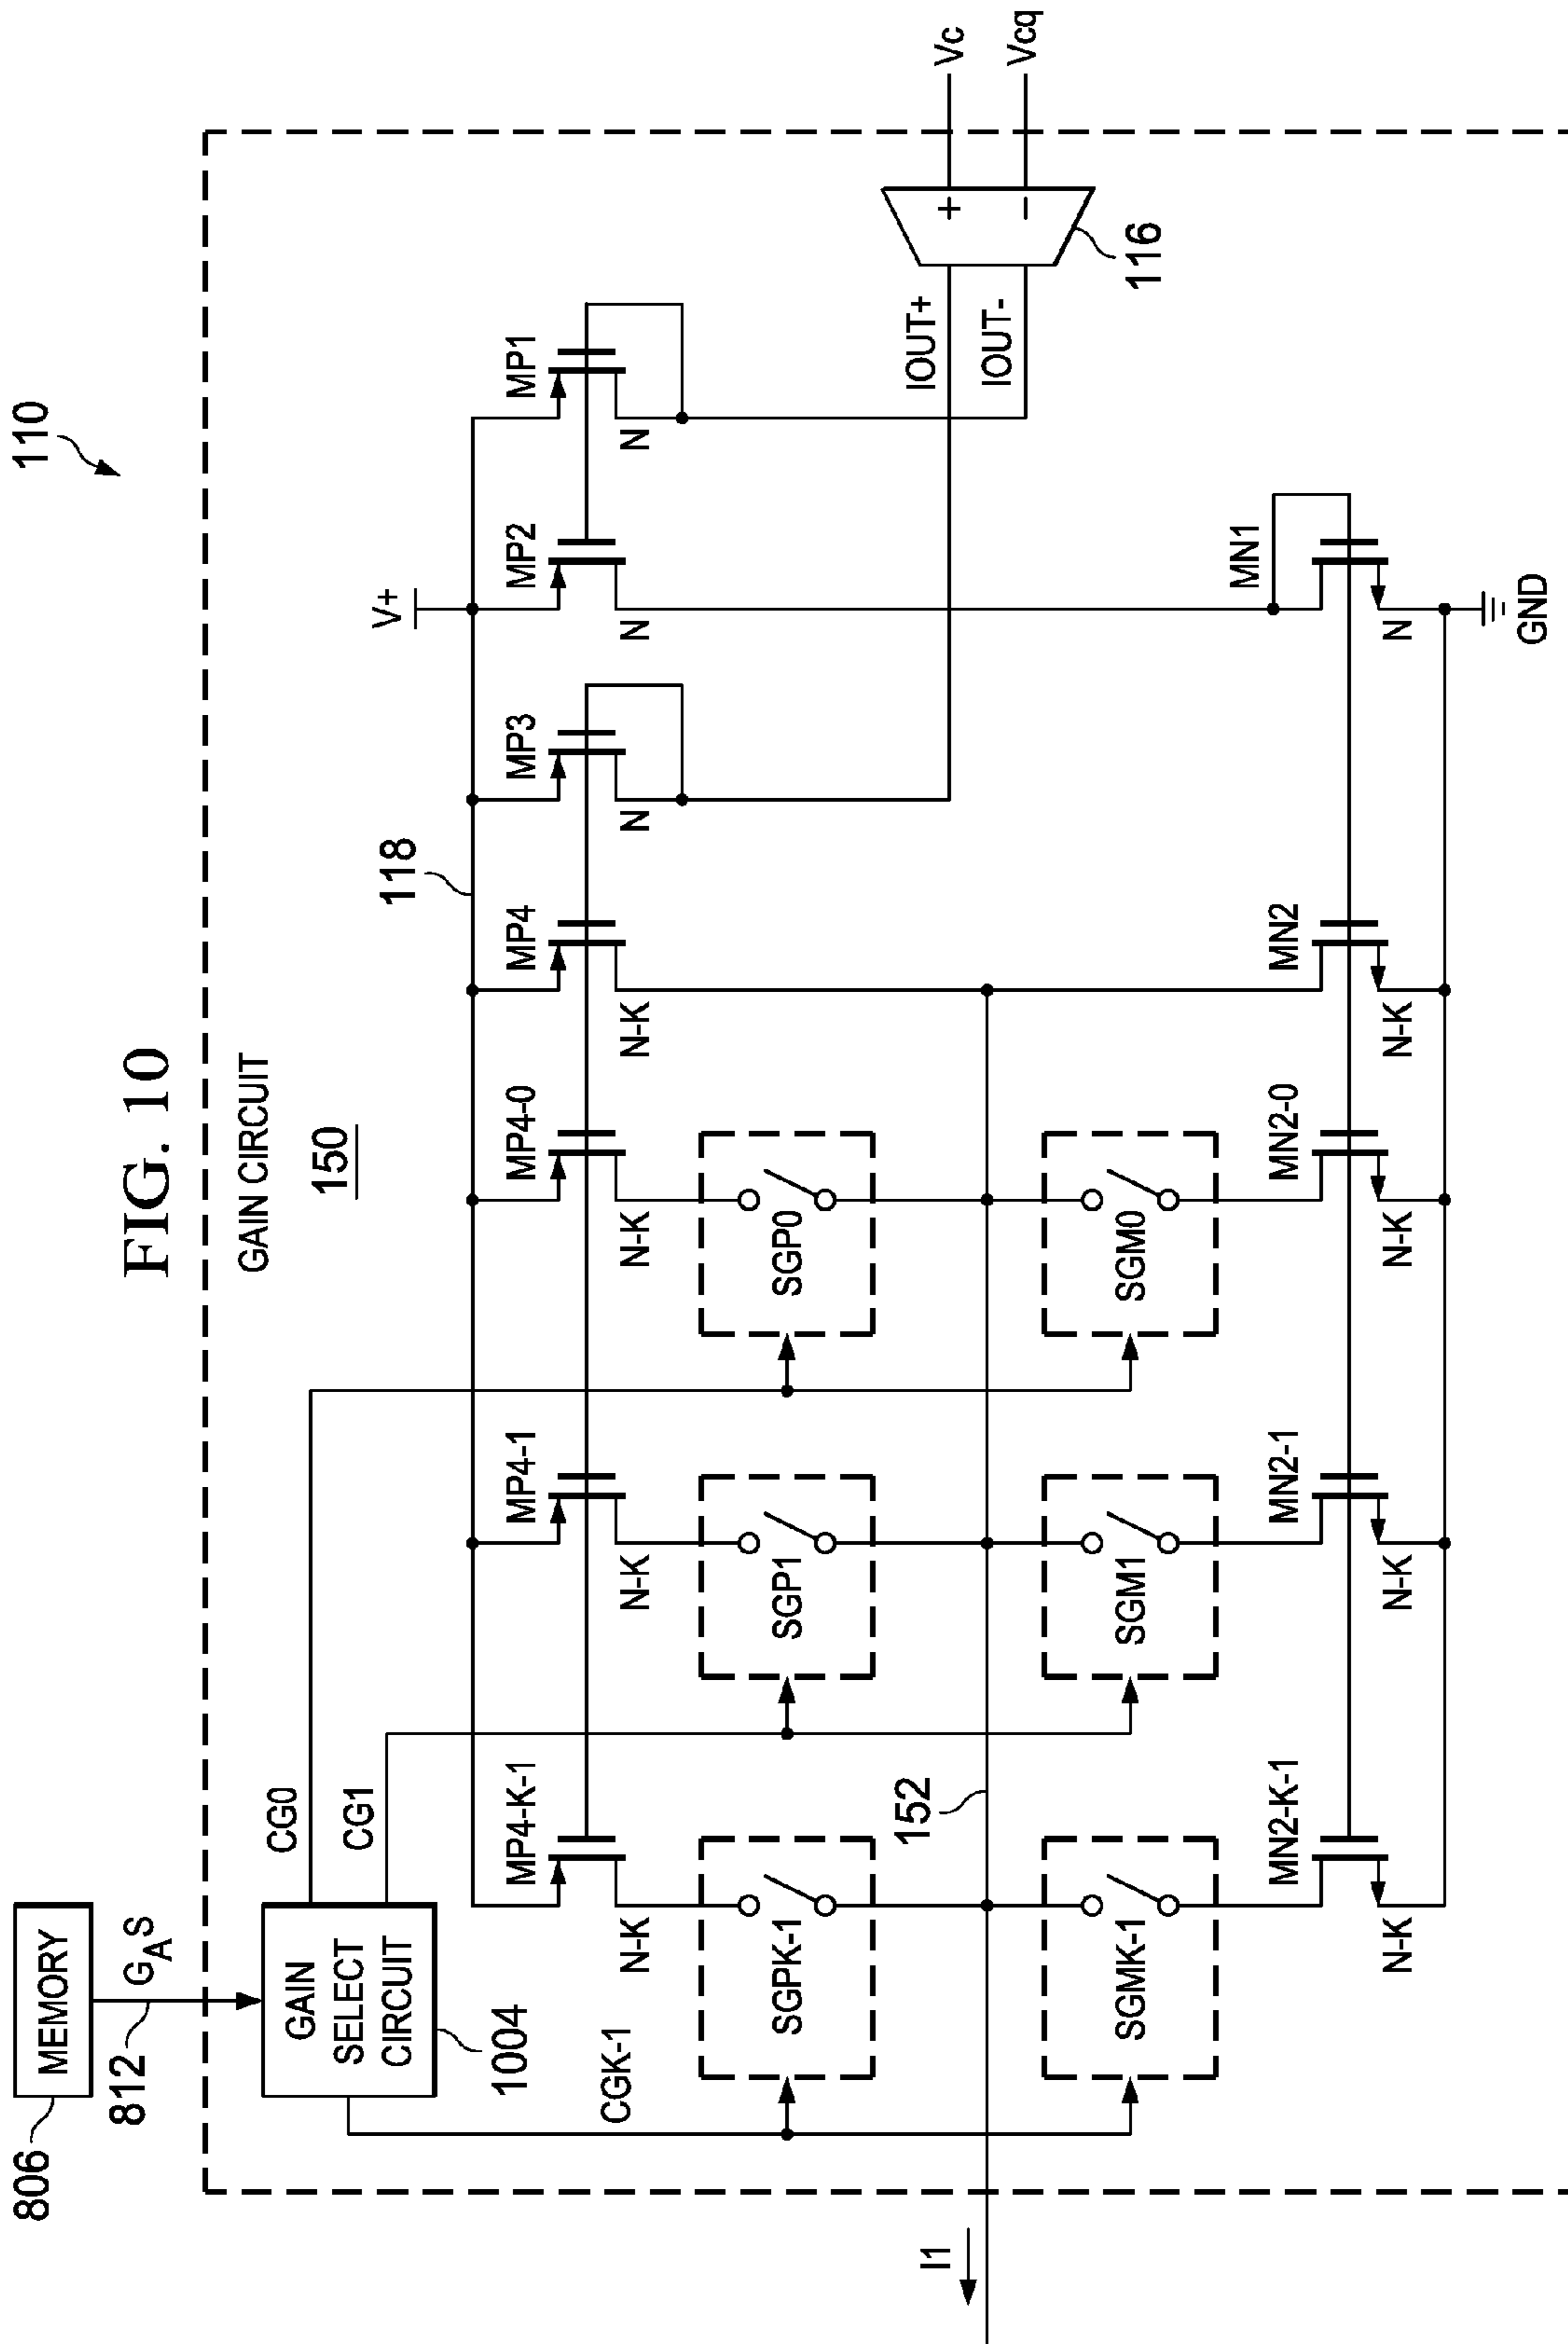 110
FIG. 10
806
MEMORY
812
GAS
GAIN CIRCUIT
150
GAIN
SELECT
CIRCUIT
1004
CG0
CG1
CGK-1
118
V+
MP4-K-1
MP4-1
MP4-0
MP4
MP3
MP2
MP1
N-K
N-K
N-K
N-K
N
N
N
SGPK-1
SGP1
SGP0
IOUT+
IOUT-
Vc
Vcq
+
−
116
I1
152
SGMK-1
SGM1
SGM0
MN2-K-1
MN2-1
MN2-0
MN2
MN1
N-K
N-K
N-K
N-K
N
GND